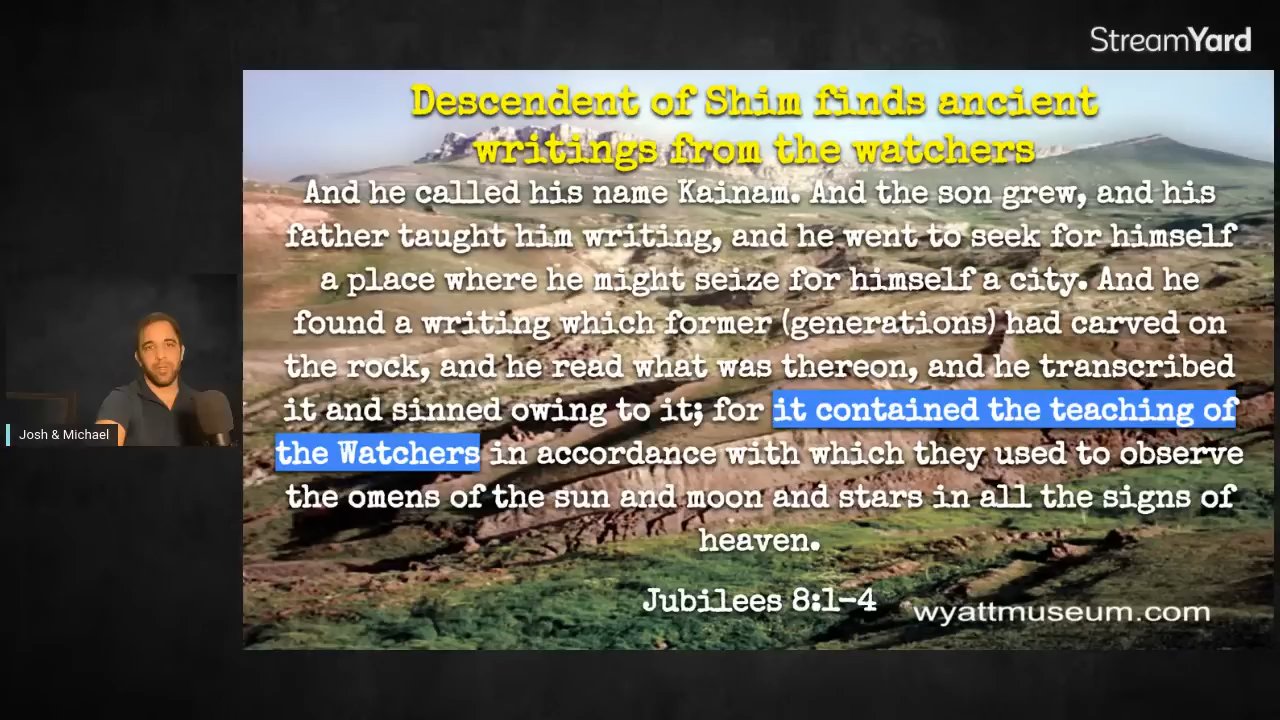 StreamYard
Descendent of Shim finds ancient
writings from the watchers
And he called his name Kainam. And the son grew, and his
father taught him writing, and he went to seek for himself
a place where he might seize for himself a city. And he
found a writing which former (generations) had carved on
the rock, and he read what was thereon, and he transcribed
it and sinned owing to it; for it contained the teaching of
the Watchers in accordance with which they used to observe
the omens of the sun and moon and stars in all the signs of
heaven.
Jubilees 8:1-4
wyattmuseum.com
Josh & Michael